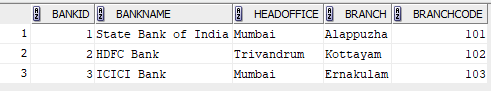 BANKID BANKNAME HEADOFFICE BRANCH BRANCHCODE
1 1 State Bank of India Mumbai Alappuzha 101
2 2 HDFC Bank Trivandrum Kottayam 102
3 3 ICICI Bank Mumbai Ernakulam 103